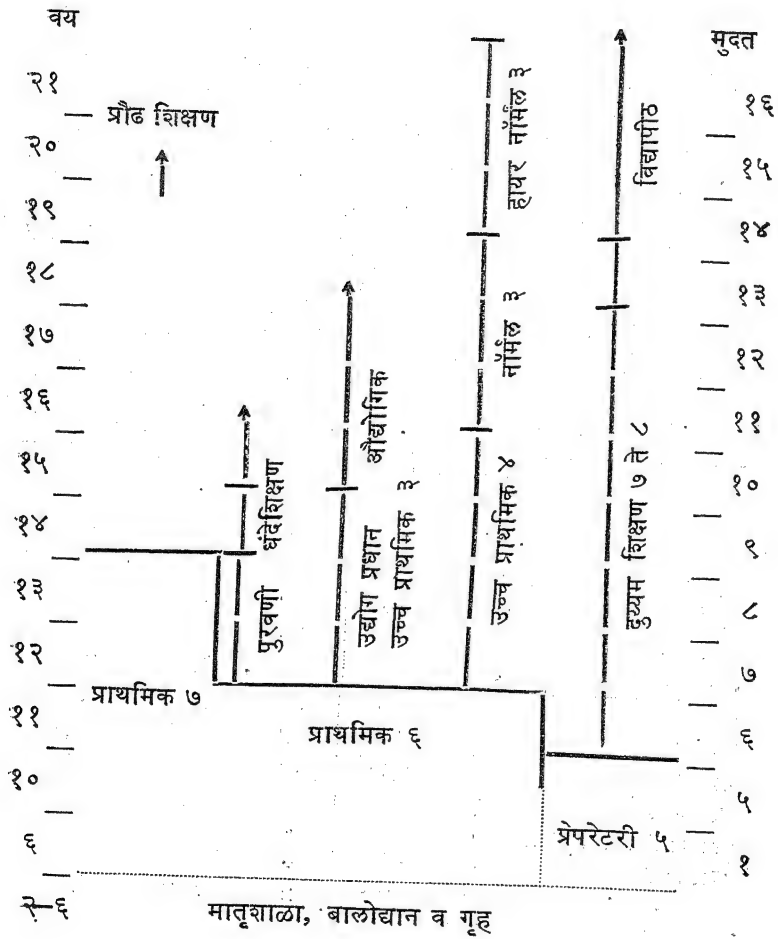 वय
मुदत
२१
२०
१९
१८
१७
१६
१५
१४
१३
१२
११
१०
६
२-६
प्रौढ शिक्षण
पुरवणी
धंदेशिक्षण
उद्योग प्रधान
उच्च प्राथमिक ३
औद्योगिक
उच्च प्राथमिक ४
नॉर्मल ३
हायर नॉर्मल ३
दुय्यम शिक्षण ७ ते ८
विद्यापीठ
१६
१५
१४
१३
१२
११
१०
९
८
७
६
५
१
प्राथमिक ७
प्राथमिक ६
प्रेपरेटरी ५
मातृशाळा, बालोद्यान व गृह